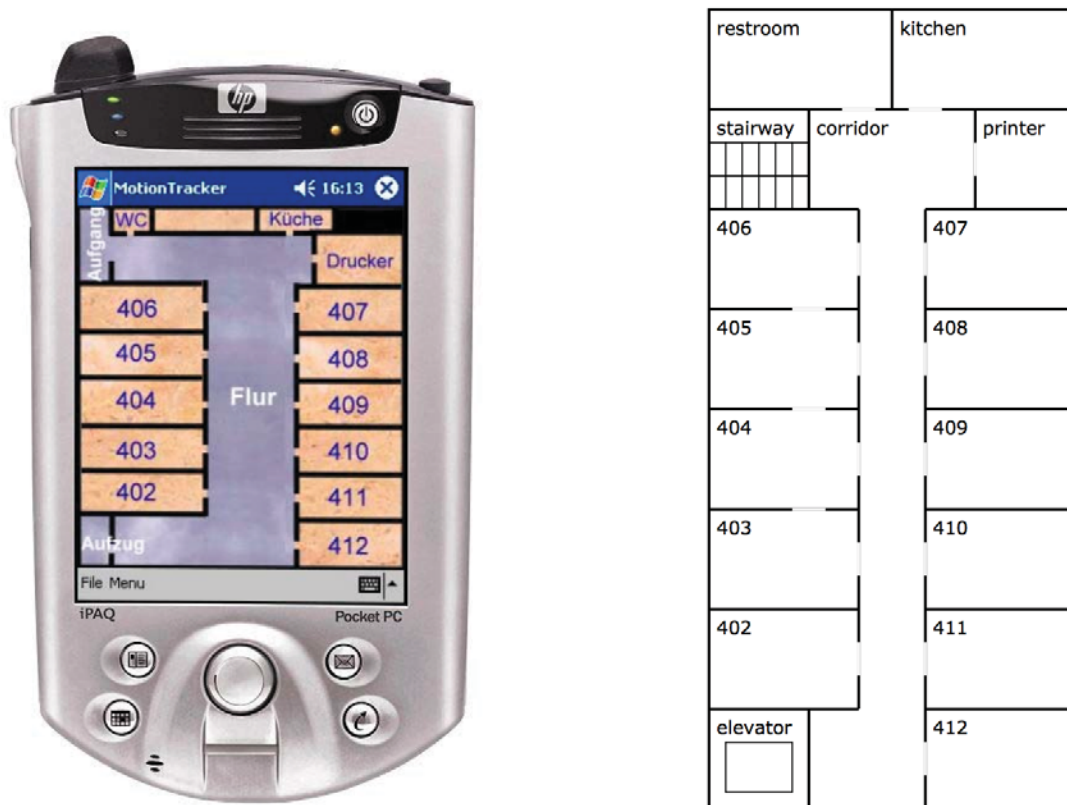 hp
MotionTracker 16:13
Aufgang
WC
Küche
Drucker
406
407
405
408
404
Flur
409
403
410
402
411
Aufzug
412
File Menu
iPAQ
Pocket PC
restroom
kitchen
stairway
corridor
printer
406
407
405
408
404
409
403
410
402
411
elevator
412